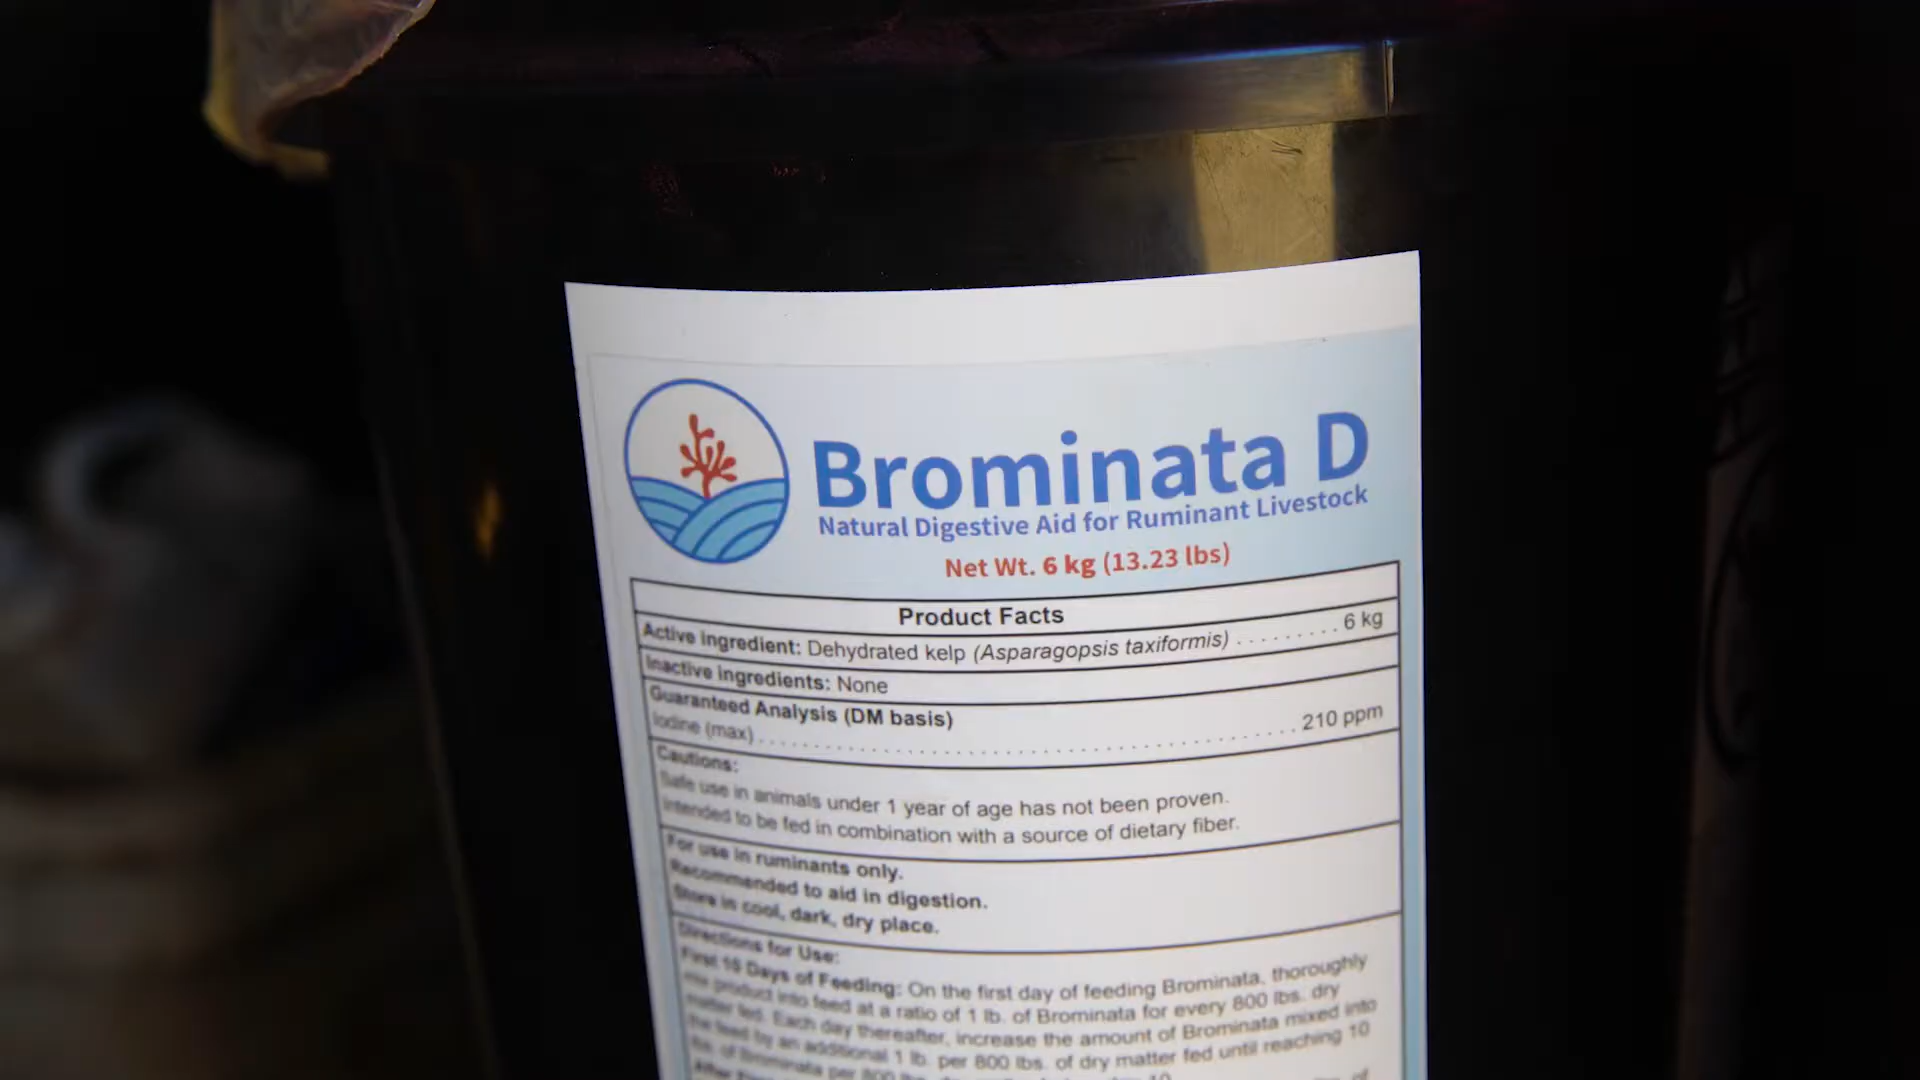 Brominata D
Natural Digestive Aid for Ruminant Livestock
Net Wt. 6 kg (13.23 lbs)
Product Facts
Active ingredient: Dehydrated kelp (Asparagopsis taxiformis) . . . . . . . . . 6 kg
Inactive ingredients: None
Guaranteed Analysis (DM basis)
Iodine (max) . . . . . . . . . . . . . . . . . . . . . . . . . . . . . . . . . . . . . . . 210 ppm
Cautions:
Safe use in animals under 1 year of age has not been proven.
Intended to be fed in combination with a source of dietary fiber.
For use in ruminants only.
Recommended to aid in digestion.
Store in cool, dark, dry place.
Directions for Use:
First 10 Days of Feeding: On the first day of feeding Brominata, thoroughly
mix product into feed at a ratio of 1 lb. of Brominata for every 800 lbs. dry
matter fed. Each day thereafter, increase the amount of Brominata mixed into
the feed by an additional 1 lb. per 800 lbs. of dry matter fed until reaching 10
lbs. of Brominata per 800 lbs.